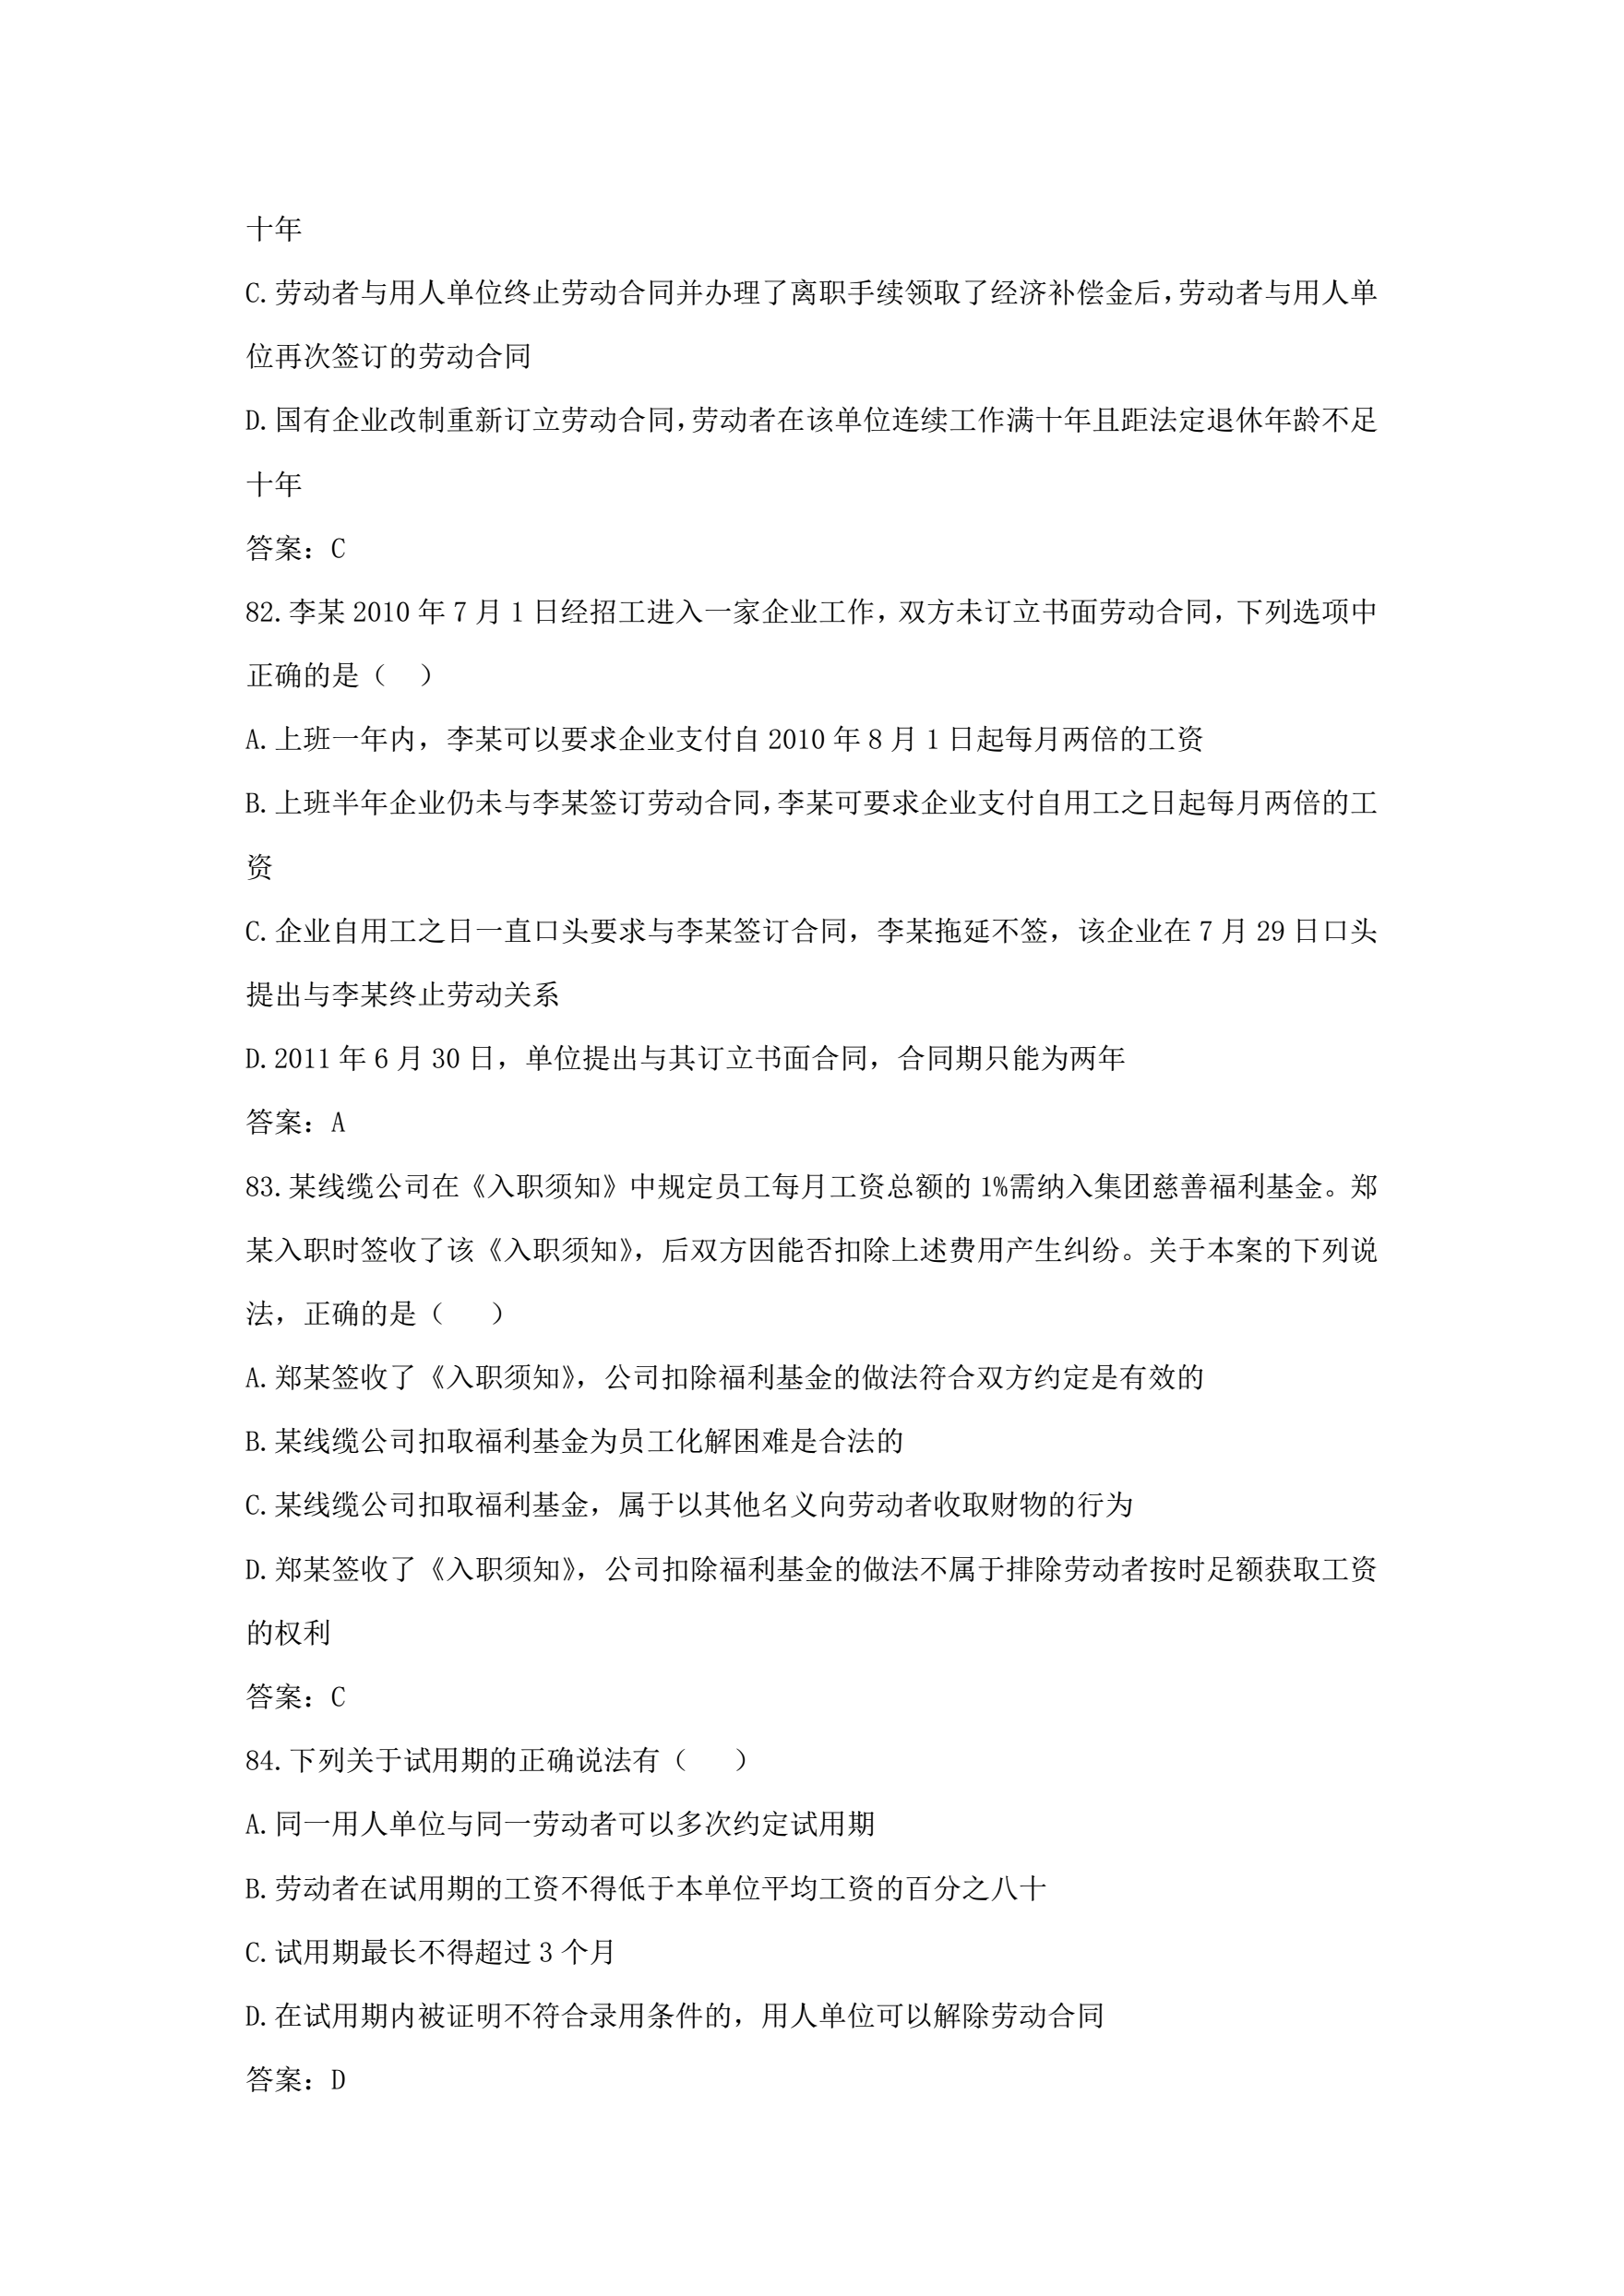 十年
C.劳动者与用人单位终止劳动合同并办理了离职手续领取了经济补偿金后,劳动者与用人单
位再次签订的劳动合同
D.国有企业改制重新订立劳动合同,劳动者在该单位连续工作满十年且距法定退休年龄不足
十年
答案：C
82.李某 2010 年 7 月 1 日经招工进入一家企业工作，双方未订立书面劳动合同，下列选项中
正确的是（  ）
A.上班一年内，李某可以要求企业支付自 2010 年 8 月 1 日起每月两倍的工资
B.上班半年企业仍未与李某签订劳动合同,李某可要求企业支付自用工之日起每月两倍的工
资
C.企业自用工之日一直口头要求与李某签订合同，李某拖延不签，该企业在 7 月 29 日口头
提出与李某终止劳动关系
D.2011 年 6 月 30 日，单位提出与其订立书面合同，合同期只能为两年
答案：A
83.某线缆公司在《入职须知》中规定员工每月工资总额的 1%需纳入集团慈善福利基金。郑
某入职时签收了该《入职须知》，后双方因能否扣除上述费用产生纠纷。关于本案的下列说
法，正确的是（   ）
A.郑某签收了《入职须知》，公司扣除福利基金的做法符合双方约定是有效的
B.某线缆公司扣取福利基金为员工化解困难是合法的
C.某线缆公司扣取福利基金，属于以其他名义向劳动者收取财物的行为
D.郑某签收了《入职须知》，公司扣除福利基金的做法不属于排除劳动者按时足额获取工资
的权利
答案：C
84.下列关于试用期的正确说法有（   ）
A.同一用人单位与同一劳动者可以多次约定试用期
B.劳动者在试用期的工资不得低于本单位平均工资的百分之八十
C.试用期最长不得超过 3 个月
D.在试用期内被证明不符合录用条件的，用人单位可以解除劳动合同
答案：D